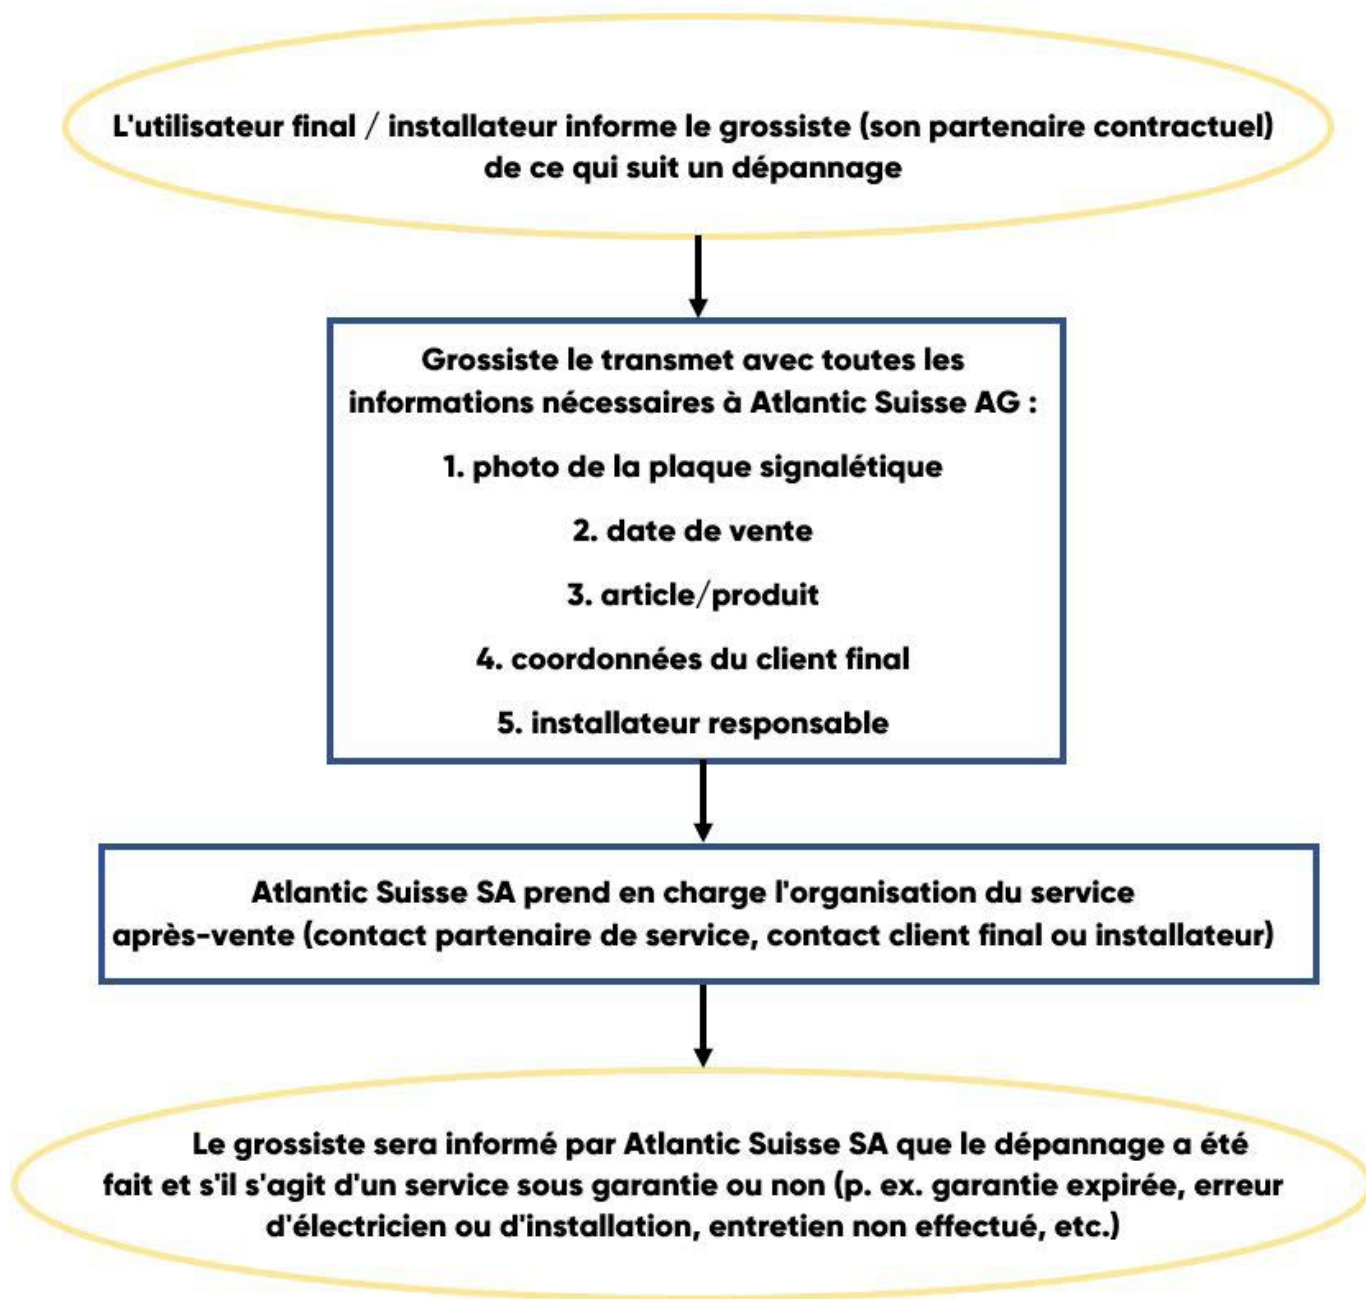 L'utilisateur final / installateur informe le grossiste (son partenaire contractuel)
de ce qui suit un dépannage
Grossiste le transmet avec toutes les
informations nécessaires à Atlantic Suisse AG :
1. photo de la plaque signalétique
2. date de vente
3. article/produit
4. coordonnées du client final
5. installateur responsable
Atlantic Suisse SA prend en charge l'organisation du service
après-vente (contact partenaire de service, contact client final ou installateur)
Le grossiste sera informé par Atlantic Suisse SA que le dépannage a été
fait et s'il s'agit d'un service sous garantie ou non (p. ex. garantie expirée, erreur
d'électricien ou d'installation, entretien non effectué, etc.)